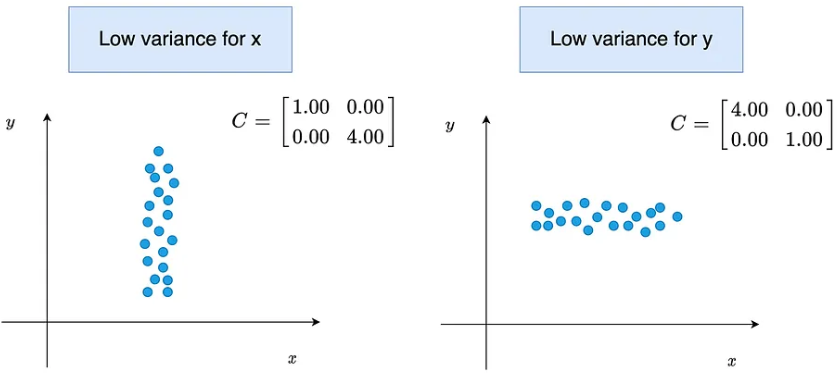 Low variance for x
Low variance for y
y
C = [1.00 0.00
0.00 4.00]
x
y
C = [4.00 0.00
0.00 1.00]
x